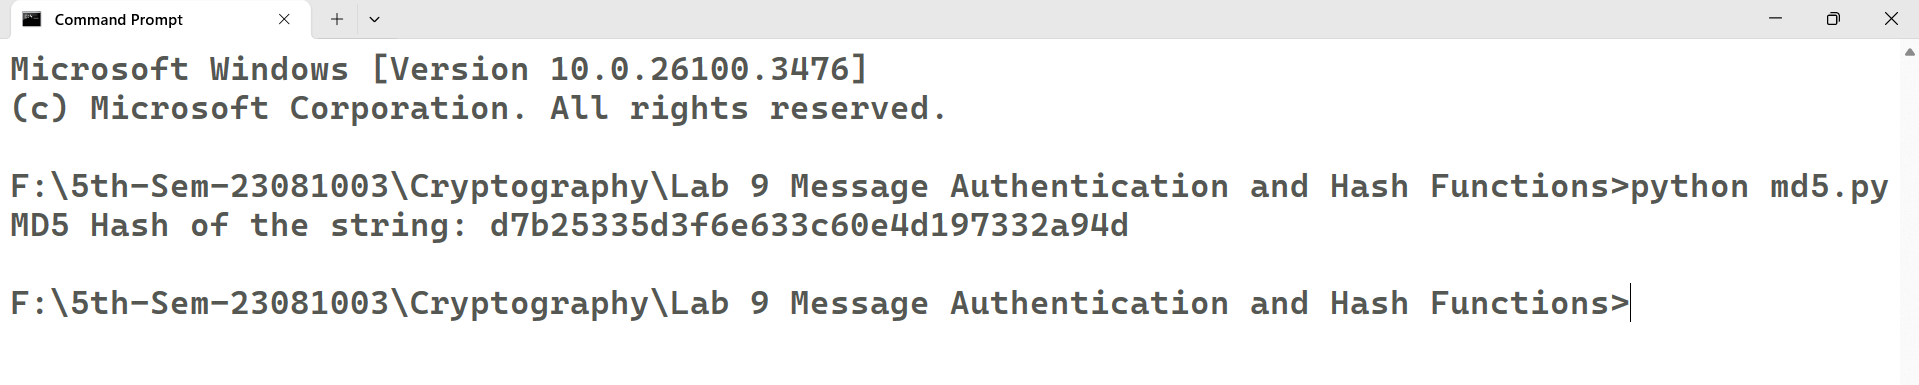 Command Prompt
Microsoft Windows [Version 10.0.26100.3476]
(c) Microsoft Corporation. All rights reserved.
F:\5th-Sem-23081003\Cryptography\Lab 9 Message Authentication and Hash Functions>python md5.py
MD5 Hash of the string: d7b25335d3f6e633c60e4d197332a94d
F:\5th-Sem-23081003\Cryptography\Lab 9 Message Authentication and Hash Functions>